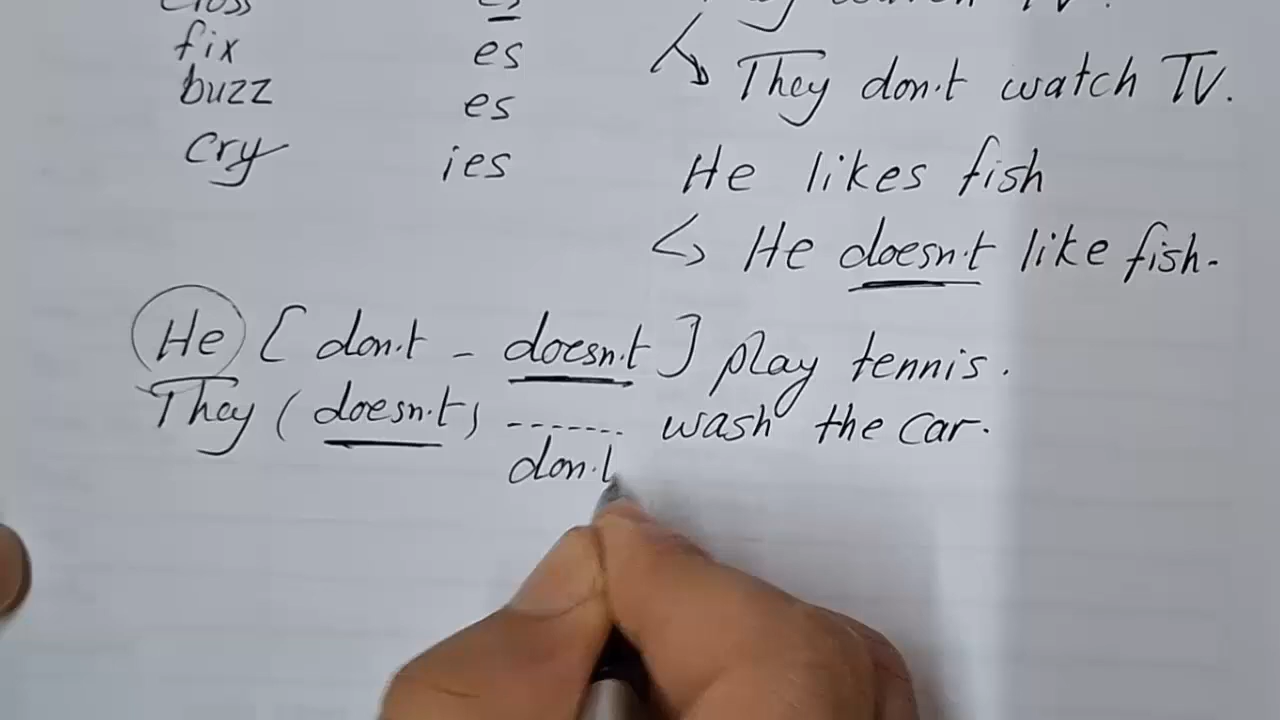 es
They don't watch TV.
fix es
buzz es
cry ies
He likes fish
He doesn't like fish.
He [ don't - doesn't ] play tennis.
They ( doesn't ) ....... wash the car.
don't